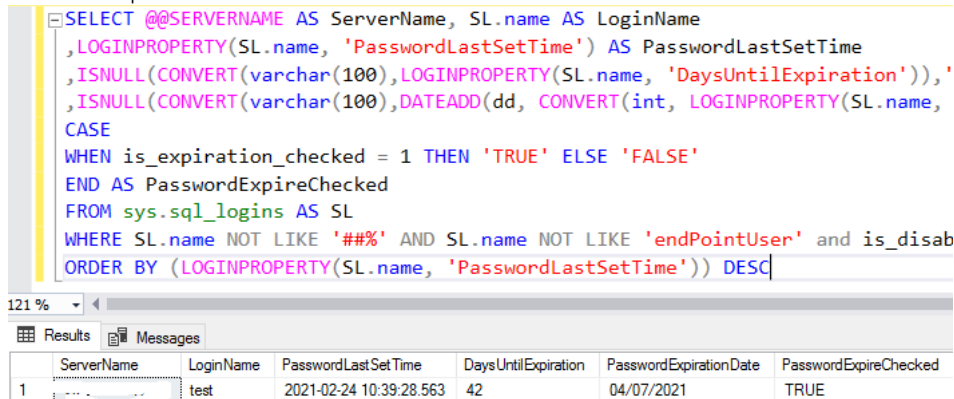 SELECT @@SERVERNAME AS ServerName, SL.name AS LoginName
,LOGINPROPERTY(SL.name, 'PasswordLastSetTime') AS PasswordLastSetTime
,ISNULL(CONVERT(varchar(100),LOGINPROPERTY(SL.name, 'DaysUntilExpiration')),'
,ISNULL(CONVERT(varchar(100),DATEADD(dd, CONVERT(int, LOGINPROPERTY(SL.name,
CASE
WHEN is_expiration_checked = 1 THEN 'TRUE' ELSE 'FALSE'
END AS PasswordExpireChecked
FROM sys.sql_logins AS SL
WHERE SL.name NOT LIKE '##%' AND SL.name NOT LIKE 'endPointUser' and is_disab
ORDER BY (LOGINPROPERTY(SL.name, 'PasswordLastSetTime')) DESC
121 %
Results Messages
ServerName LoginName PasswordLastSetTime DaysUntilExpiration PasswordExpirationDate PasswordExpireChecked
1 test 2021-02-24 10:39:28.563 42 04/07/2021 TRUE